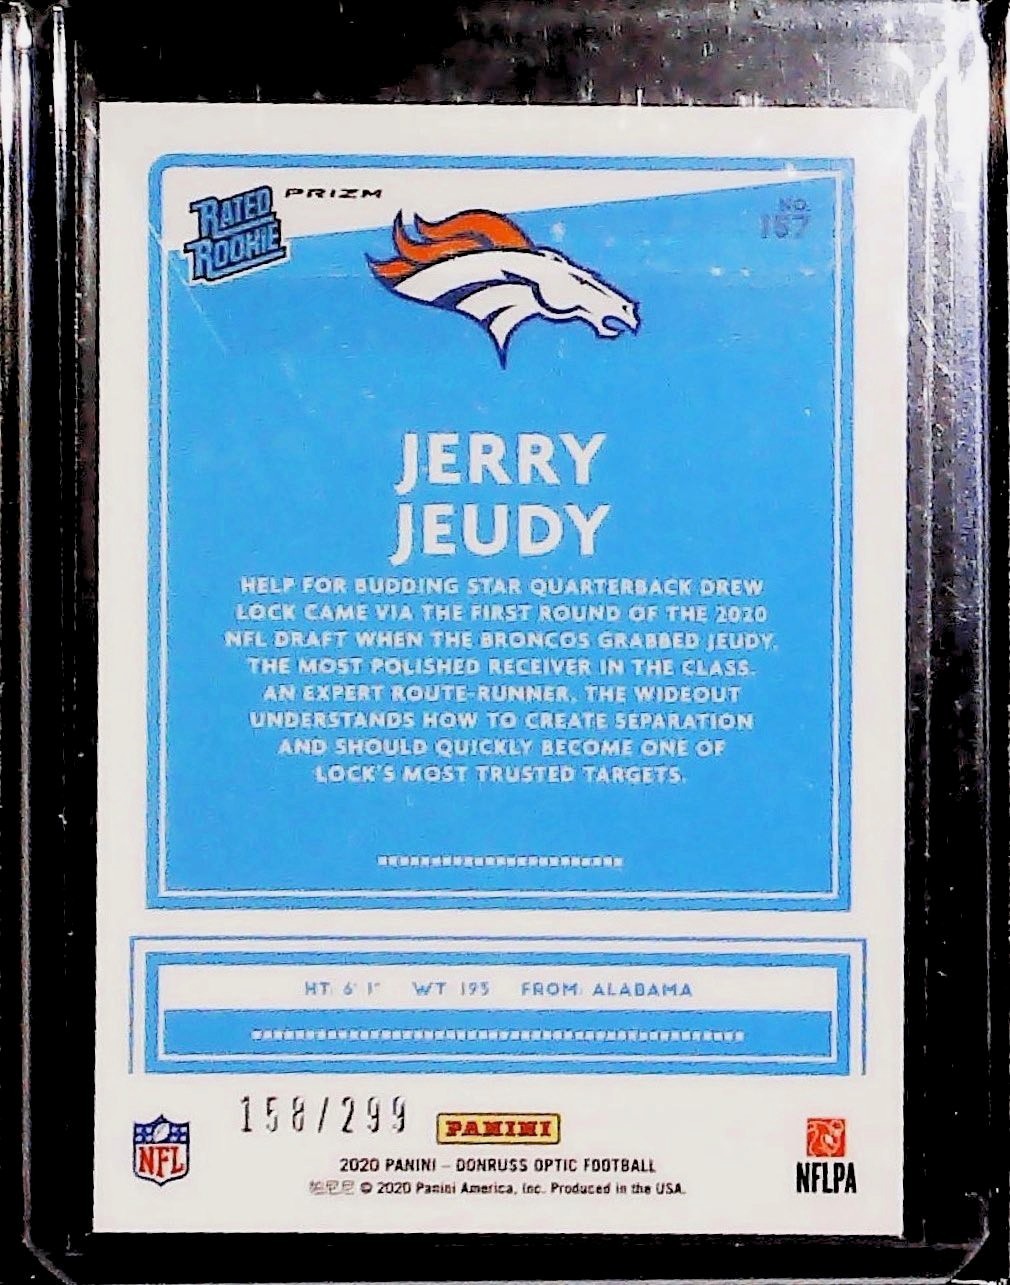 RATED
ROOKIE
PRIZM
NO.
157
JERRY
JEUDY
HELP FOR BUDDING STAR QUARTERBACK DREW
LOCK CAME VIA THE FIRST ROUND OF THE 2020
NFL DRAFT WHEN THE BRONCOS GRABBED JEUDY,
THE MOST POLISHED RECEIVER IN THE CLASS.
AN EXPERT ROUTE-RUNNER, THE WIDEOUT
UNDERSTANDS HOW TO CREATE SEPARATION
AND SHOULD QUICKLY BECOME ONE OF
LOCK'S MOST TRUSTED TARGETS.
HT: 6' 1" WT: 195 FROM: ALABAMA
158/299
PANINI
NFL
NFLPA
2020 PANINI – DONRUSS OPTIC FOOTBALL
© 2020 Panini America, Inc. Produced in the USA.